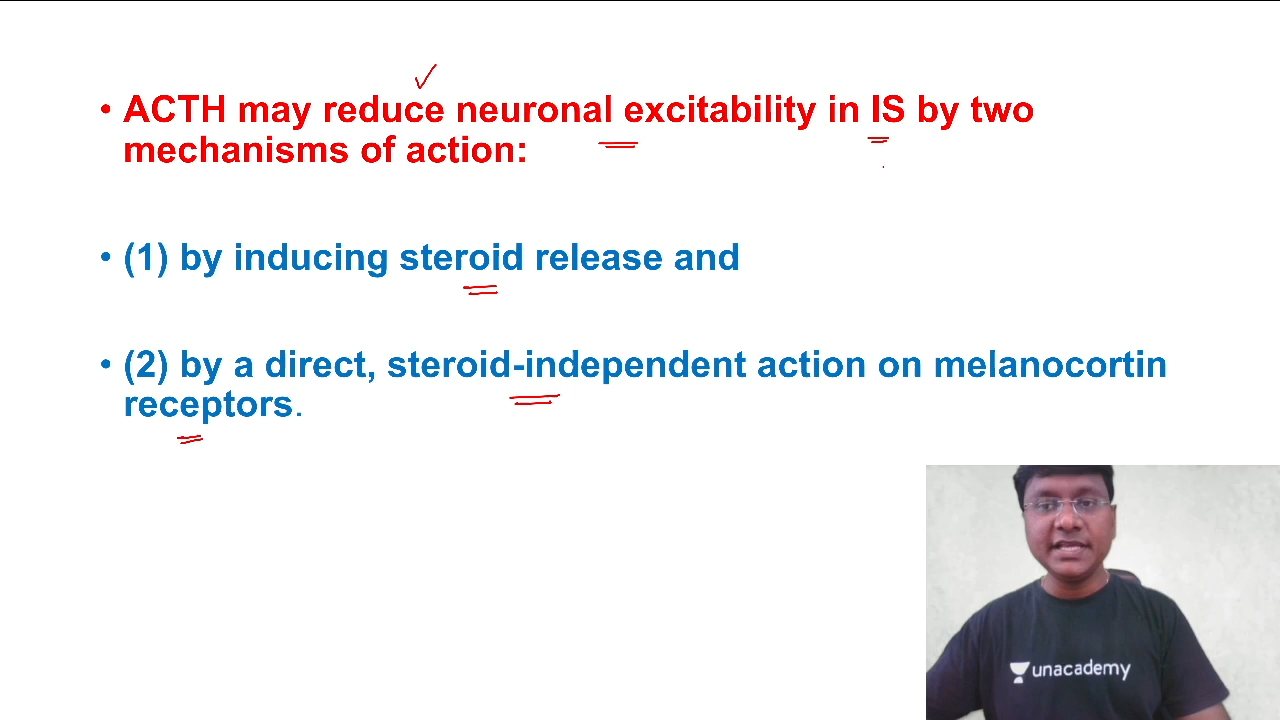 • ACTH may reduce neuronal excitability in IS by two
mechanisms of action:
• (1) by inducing steroid release and
• (2) by a direct, steroid-independent action on melanocortin
receptors.
unacademy